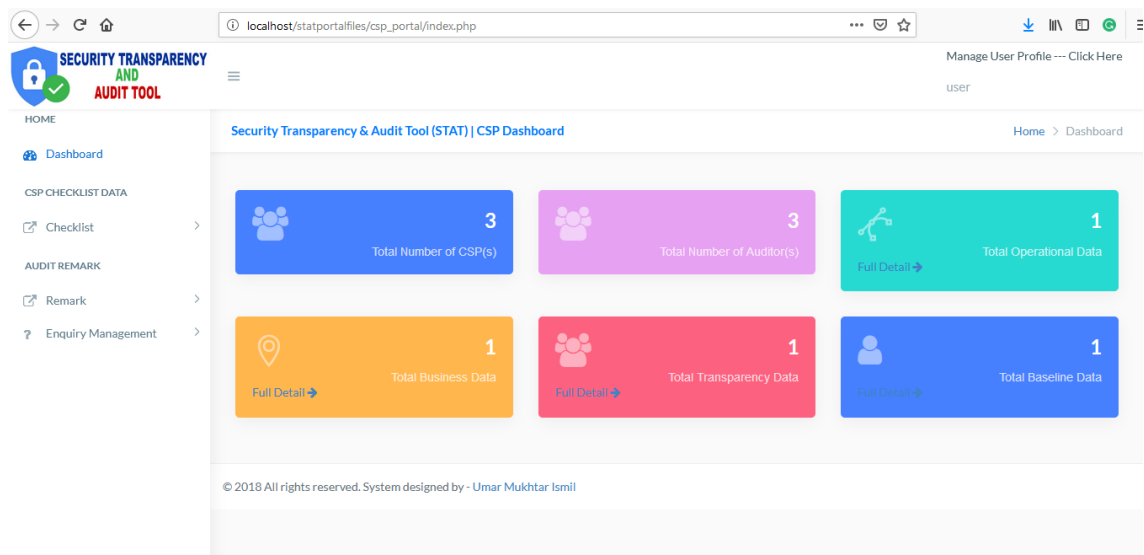 localhost/statportalfiles/csp_portal/index.php
SECURITY TRANSPARENCY
AND
AUDIT TOOL
Manage User Profile --- Click Here
user
HOME
Dashboard
CSP CHECKLIST DATA
Checklist
AUDIT REMARK
Remark
Enquiry Management
Security Transparency & Audit Tool (STAT) | CSP Dashboard
Home > Dashboard
3
Total Number of CSP(s)
3
Total Number of Auditor(s)
1
Total Operational Data
Full Detail
1
Total Business Data
Full Detail
1
Total Transparency Data
Full Detail
1
Total Baseline Data
Full Detail
© 2018 All rights reserved. System designed by - Umar Mukhtar Ismil